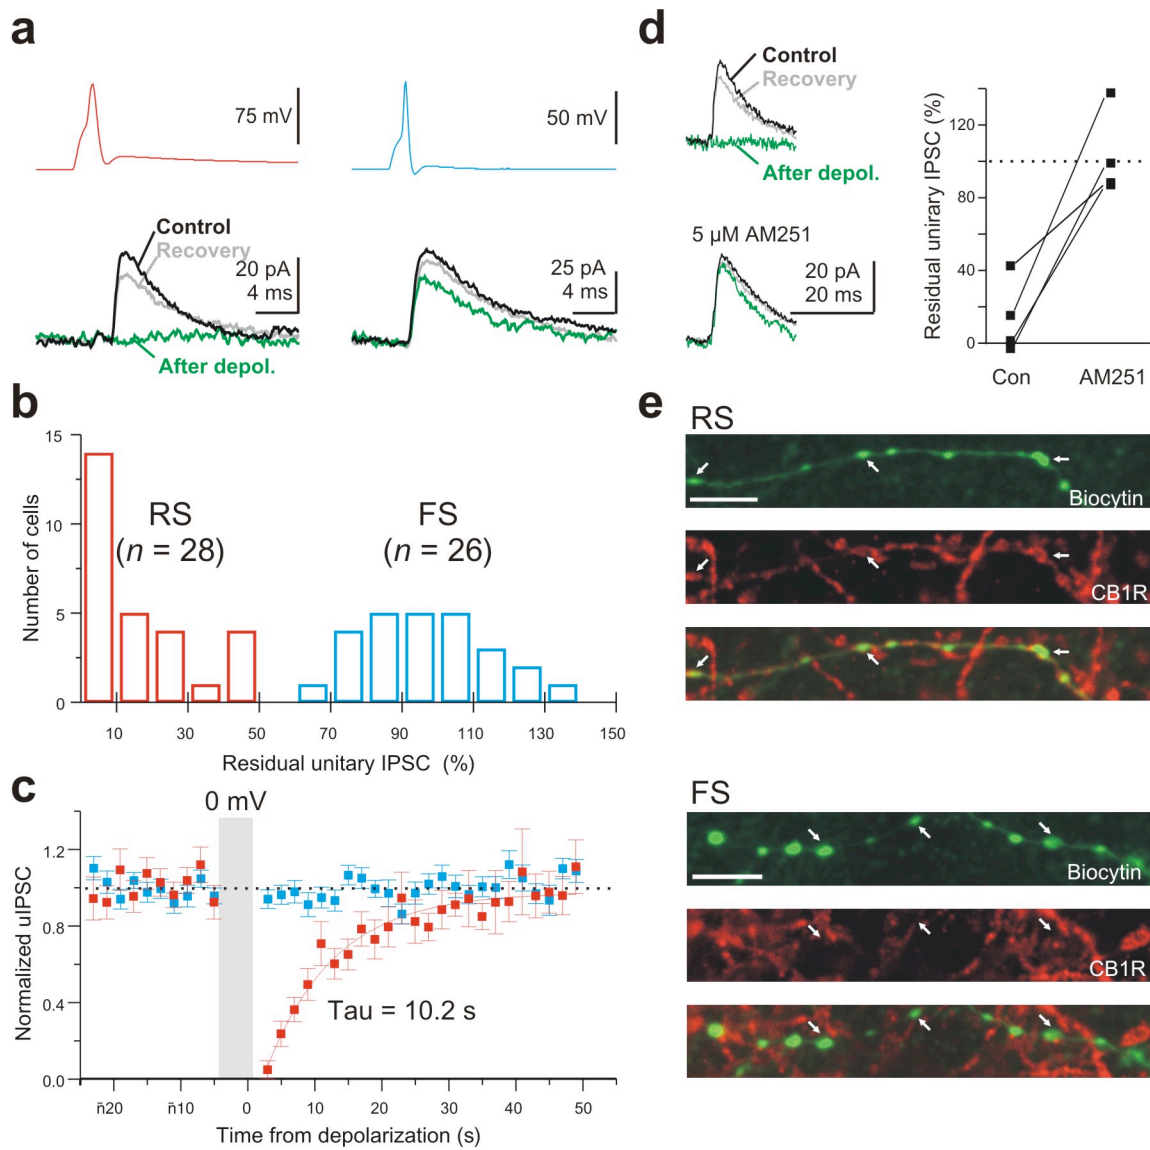 a
75 mV
50 mV
Control
Recovery
20 pA
4 ms
After depol.
25 pA
4 ms
b
15
10
5
0
Number of cells
RS
(n = 28)
FS
(n = 26)
10
30
50
70
90
110
130
150
Residual unitary IPSC (%)
c
0 mV
1.2
0.8
0.4
0.0
Normalized uIPSC
Tau = 10.2 s
ñ20
ñ10
0
10
20
30
40
50
Time from depolarization (s)
d
Control
Recovery
After depol.
5 µM AM251
20 pA
20 ms
Residual unirary IPSC (%)
120
80
40
0
Con
AM251
e
RS
Biocytin
CB1R
FS
Biocytin
CB1R